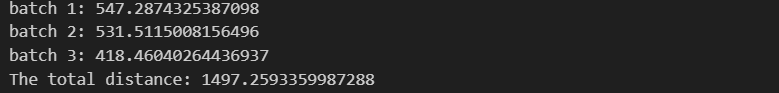 batch 1: 547.2874325387098
batch 2: 531.5115008156496
batch 3: 418.46040264436937
The total distance: 1497.2593359987288